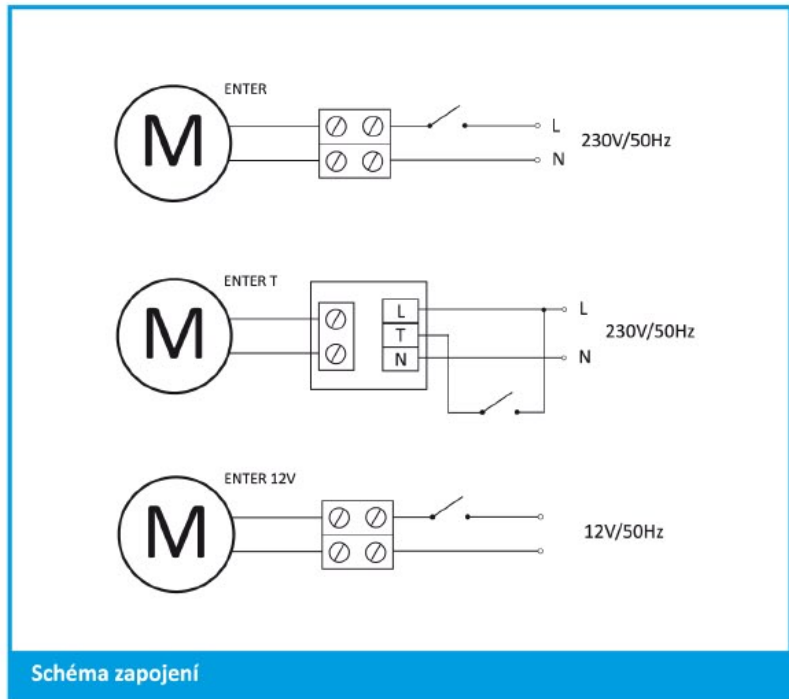 ENTER
M
L
230V/50Hz
N
ENTER T
M
L
T
N
L
230V/50Hz
N
ENTER 12V
M
12V/50Hz
Schéma zapojení